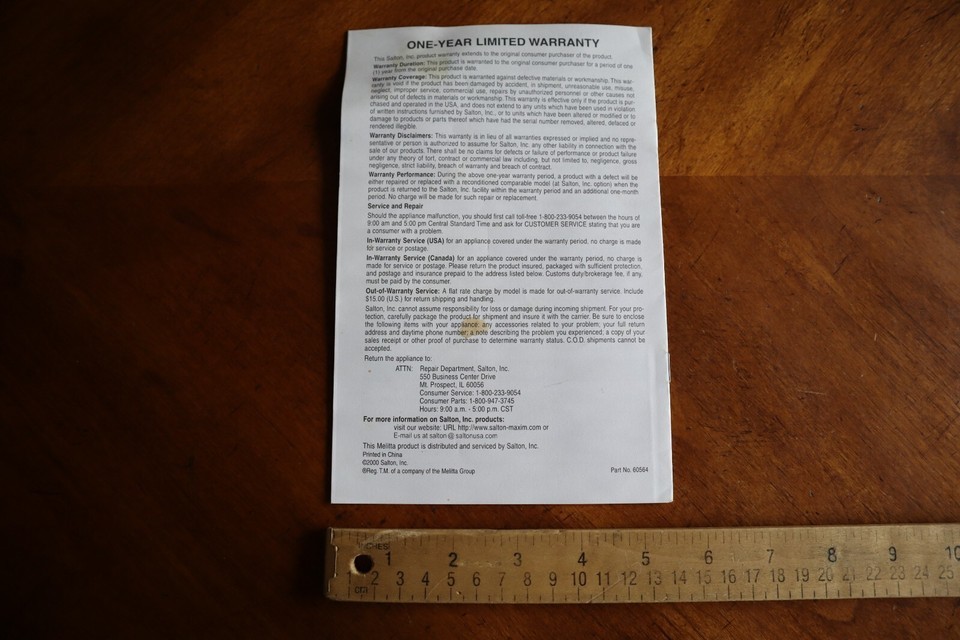 ONE-YEAR LIMITED WARRANTY
This Salton, Inc. product warranty extends to the original consumer purchaser of the product.
Warranty Duration: This product is warranted to the original consumer purchaser for a period of one
(1) year from the original purchase date.
Warranty Coverage: This product is warranted against defective materials or workmanship. This war-
ranty is void if the product has been damaged by accident, in shipment, unreasonable use, misuse,
neglect, improper service, commercial use, repairs by unauthorized personnel or other causes not
arising out of defects in materials or workmanship. This warranty is effective only if the product is pur-
chased and operated in the USA, and does not extend to any units which have been used in violation
of written instructions furnished by Salton, Inc., or to units which have been altered or modified or to
damage to products or parts thereof which have had the serial number removed, altered, defaced or
rendered illegible.
Warranty Disclaimers: This warranty is in lieu of all warranties expressed or implied and no repre-
sentative or person is authorized to assume for Salton, Inc. any other liability in connection with the
sale of our products. There shall be no claims for defects or failure of performance or product failure
under any theory of tort, contract or commercial law including, but not limited to, negligence, gross
negligence, strict liability, breach of warranty and breach of contract.
Warranty Performance: During the above one-year warranty period, a product with a defect will be
either repaired or replaced with a reconditioned comparable model (at Salton, Inc. option) when the
product is returned to the Salton, Inc. facility within the warranty period and an additional one-month
period. No charge will be made for such repair or replacement.
Service and Repair
Should the appliance malfunction, you should first call toll-free 1-800-233-9054 between the hours of
9:00 am and 5:00 pm Central Standard Time and ask for CUSTOMER SERVICE stating that you are
a consumer with a problem.
In-Warranty Service (USA) for an appliance covered under the warranty period, no charge is made
for service or postage.
In-Warranty Service (Canada) for an appliance covered under the warranty period, no charge is
made for service or postage. Please return the product insured, packaged with sufficient protection,
and postage and insurance prepaid to the address listed below. Customs duty/brokerage fee, if any,
must be paid by the consumer.
Out-of-Warranty Service: A flat rate charge by model is made for out-of-warranty service. Include
$15.00 (U.S.) for return shipping and handling.
Salton, Inc. cannot assume responsibility for loss or damage during incoming shipment. For your pro-
tection, carefully package the product for shipment and insure it with the carrier. Be sure to enclose
the following items with your appliance: any accessories related to your problem; your full return
address and daytime phone number; a note describing the problem you experienced; a copy of your
sales receipt or other proof of purchase to determine warranty status. C.O.D. shipments cannot be
accepted.
Return the appliance to:
ATTN: Repair Department, Salton, Inc.
550 Business Center Drive
Mt. Prospect, IL 60056
Consumer Service: 1-800-233-9054
Consumer Parts: 1-800-947-3745
Hours: 9:00 a.m. - 5:00 p.m. CST
For more information on Salton, Inc. products:
visit our website: URL http://www.salton-maxim.com or
E-mail us at salton@saltonusa.com
This Melitta product is distributed and serviced by Salton, Inc.
Printed in China
©2000 Salton, Inc.
®Reg. T.M. of a company of the Melitta Group Part No. 60564
INCHES 1 2 3 4 5 6 7 8 9 10
cm 2 3 4 5 6 7 8 9 10 11 12 13 14 15 16 17 18 19 20 21 22 23 24 25